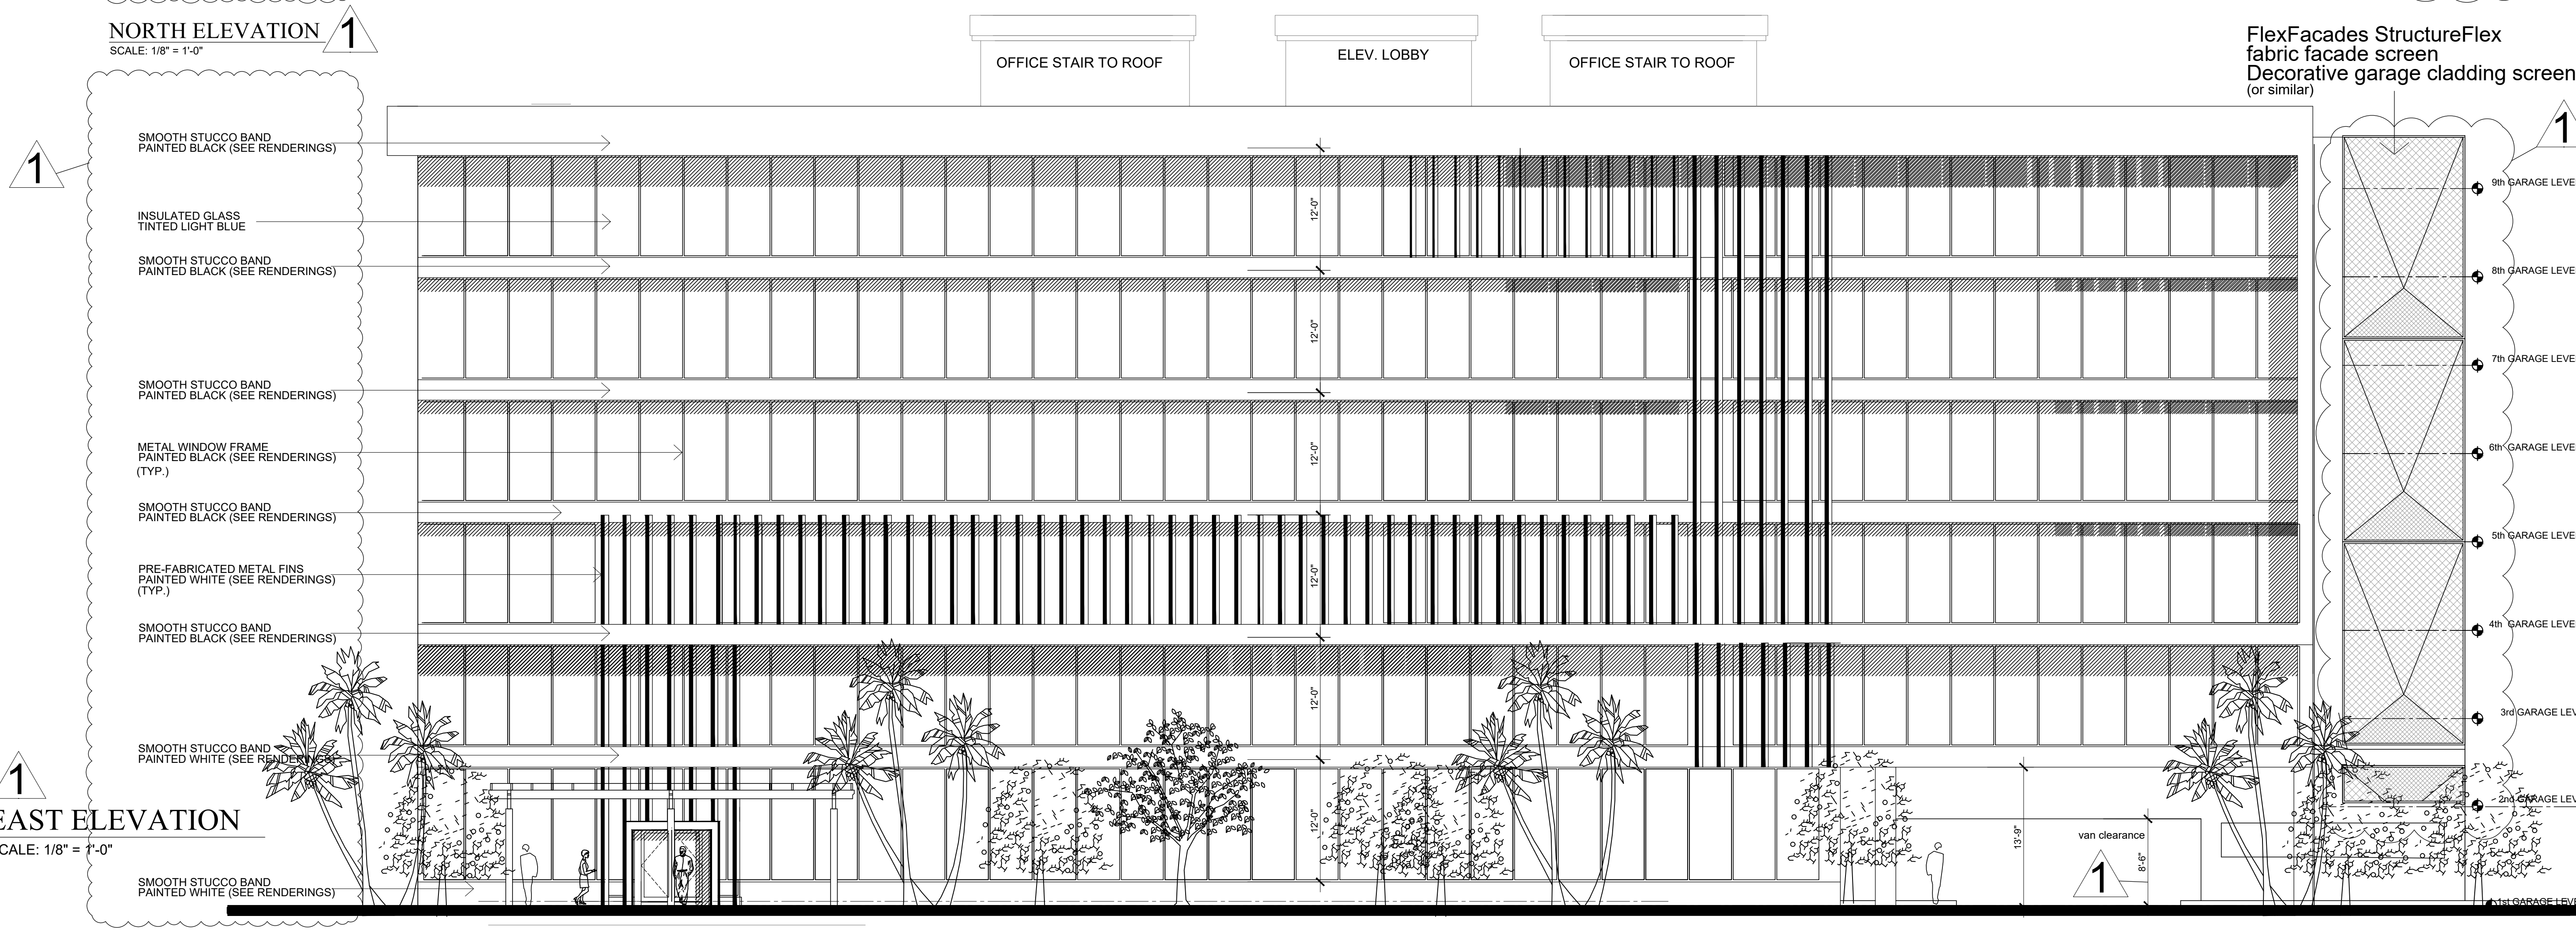 NORTH ELEVATION
SCALE: 1/8" = 1'-0"
1
OFFICE STAIR TO ROOF
ELEV. LOBBY
OFFICE STAIR TO ROOF
FlexFacades StructureFlex
fabric facade screen
Decorative garage cladding screen
(or similar)
1
1
SMOOTH STUCCO BAND
PAINTED BLACK (SEE RENDERINGS)
INSULATED GLASS
TINTED LIGHT BLUE
SMOOTH STUCCO BAND
PAINTED BLACK (SEE RENDERINGS)
SMOOTH STUCCO BAND
PAINTED BLACK (SEE RENDERINGS)
METAL WINDOW FRAME
PAINTED BLACK (SEE RENDERINGS)
(TYP.)
SMOOTH STUCCO BAND
PAINTED BLACK (SEE RENDERINGS)
PRE-FABRICATED METAL FINS
PAINTED WHITE (SEE RENDERINGS)
(TYP.)
SMOOTH STUCCO BAND
PAINTED BLACK (SEE RENDERINGS)
SMOOTH STUCCO BAND
PAINTED WHITE (SEE RENDERINGS)
1
EAST ELEVATION
SCALE: 1/8" = 1'-0"
SMOOTH STUCCO BAND
PAINTED WHITE (SEE RENDERINGS)
12'-0"
12'-0"
12'-0"
12'-0"
12'-0"
12'-0"
13'-9"
van clearance
8'-6"
1
9th GARAGE LEVE
8th GARAGE LEVE
7th GARAGE LEVE
6th GARAGE LEVE
5th GARAGE LEVE
4th GARAGE LEVE
3rd GARAGE LEV
2nd GARAGE LEV
1st GARAGE LEVE